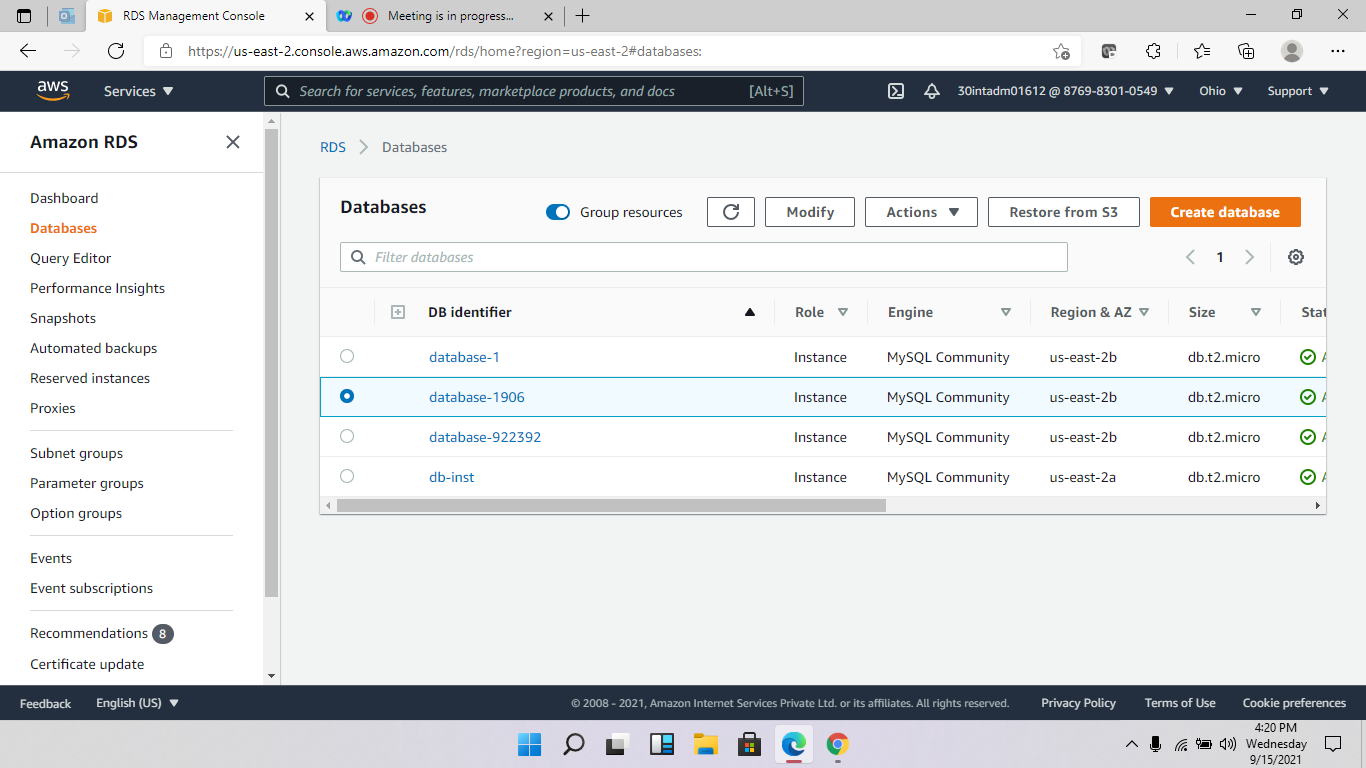 RDS Management Console
Meeting is in progress...
https://us-east-2.console.aws.amazon.com/rds/home?region=us-east-2#databases:
aws
Services
Search for services, features, marketplace products, and docs [Alt+S]
30intadm01612 @ 8769-8301-0549
Ohio
Support
Amazon RDS
Dashboard
Databases
Query Editor
Performance Insights
Snapshots
Automated backups
Reserved instances
Proxies
Subnet groups
Parameter groups
Option groups
Events
Event subscriptions
Recommendations 8
Certificate update
RDS > Databases
Databases
Group resources
Modify
Actions
Restore from S3
Create database
Filter databases
1
DB identifier Role Engine Region & AZ Size Stat
database-1 Instance MySQL Community us-east-2b db.t2.micro A
database-1906 Instance MySQL Community us-east-2b db.t2.micro A
database-922392 Instance MySQL Community us-east-2b db.t2.micro A
db-inst Instance MySQL Community us-east-2a db.t2.micro A
Feedback English (US) © 2008 - 2021, Amazon Internet Services Private Ltd. or its affiliates. All rights reserved. Privacy Policy Terms of Use Cookie preferences
4:20 PM
Wednesday
9/15/2021